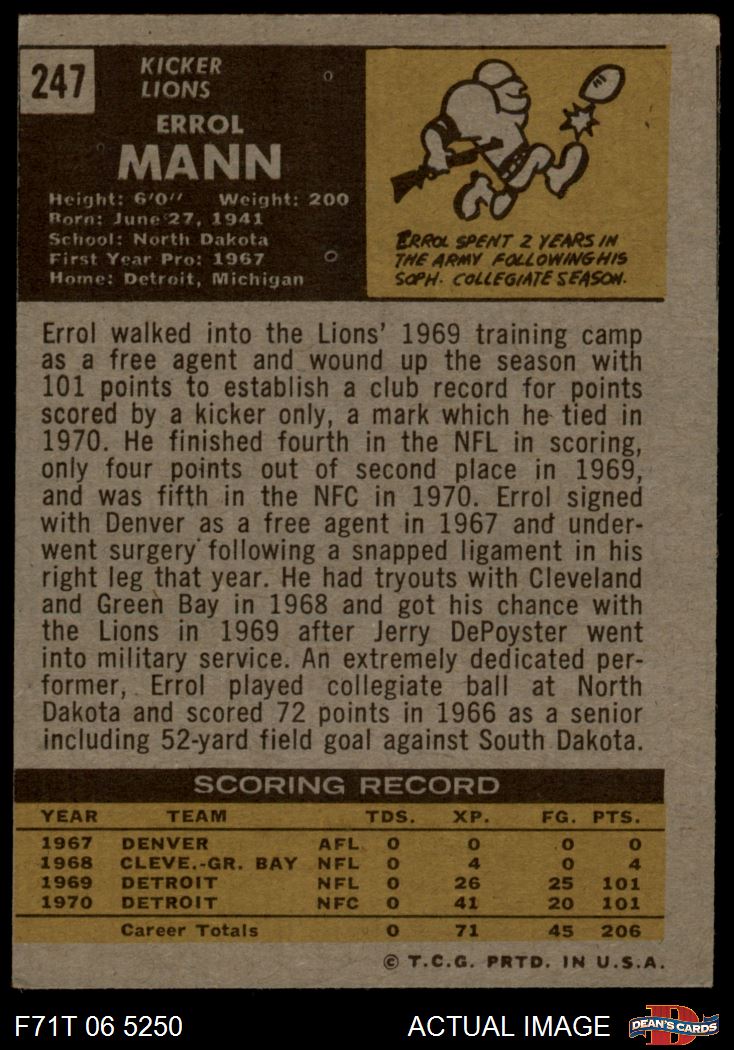 247
KICKER
LIONS
ERROL
MANN
Height: 6'0" Weight: 200
Born: June 27, 1941
School: North Dakota
First Year Pro: 1967
Home: Detroit, Michigan
ERROL SPENT 2 YEARS IN
THE ARMY FOLLOWING HIS
SOPH. COLLEGIATE SEASON.
Errol walked into the Lions' 1969 training camp
as a free agent and wound up the season with
101 points to establish a club record for points
scored by a kicker only, a mark which he tied in
1970. He finished fourth in the NFL in scoring,
only four points out of second place in 1969,
and was fifth in the NFC in 1970. Errol signed
with Denver as a free agent in 1967 and under-
went surgery following a snapped ligament in his
right leg that year. He had tryouts with Cleveland
and Green Bay in 1968 and got his chance with
the Lions in 1969 after Jerry DePoyster went
into military service. An extremely dedicated per-
former, Errol played collegiate ball at North
Dakota and scored 72 points in 1966 as a senior
including 52-yard field goal against South Dakota.
SCORING RECORD
YEAR TEAM TDS. XP. FG. PTS.
1967 DENVER AFL 0 0 0 0
1968 CLEVE.-GR. BAY NFL 0 4 0 4
1969 DETROIT NFL 0 26 25 101
1970 DETROIT NFC 0 41 20 101
Career Totals 0 71 45 206
© T.C.G. PRTD. IN U.S.A.
F71T 06 5250 ACTUAL IMAGE
D
DEAN'S CARDS